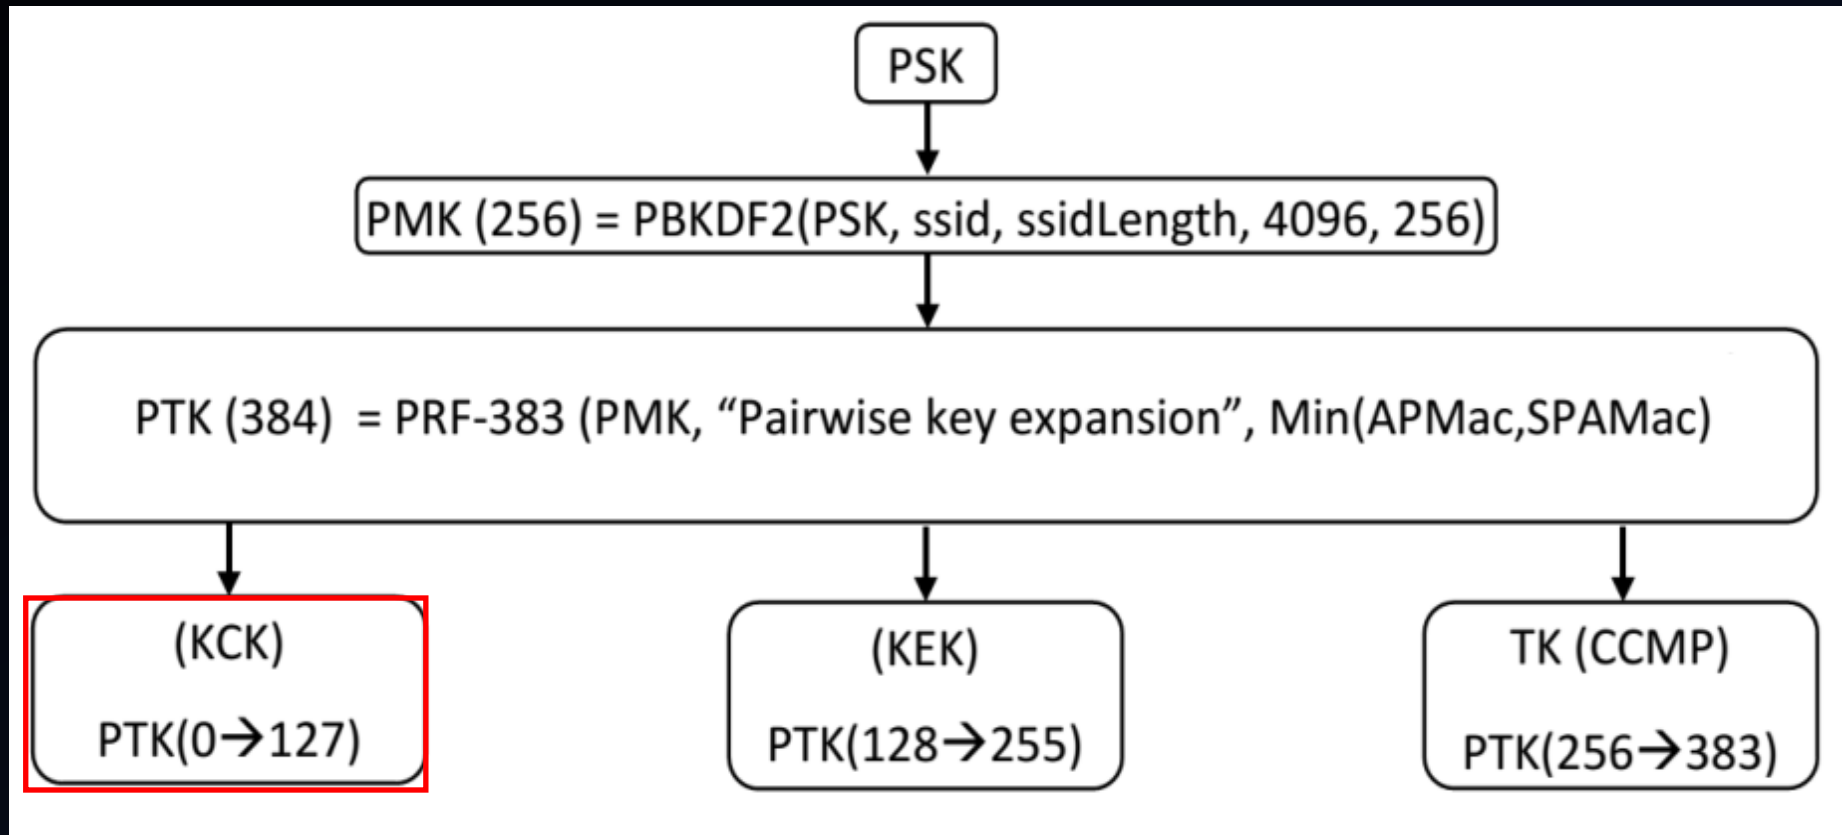 PSK
PMK (256) = PBKDF2(PSK, ssid, ssidLength, 4096, 256)
PTK (384) = PRF-383 (PMK, “Pairwise key expansion”, Min(APMac,SPAMac)
(KCK)
PTK(0→127)
(KEK)
PTK(128→255)
TK (CCMP)
PTK(256→383)